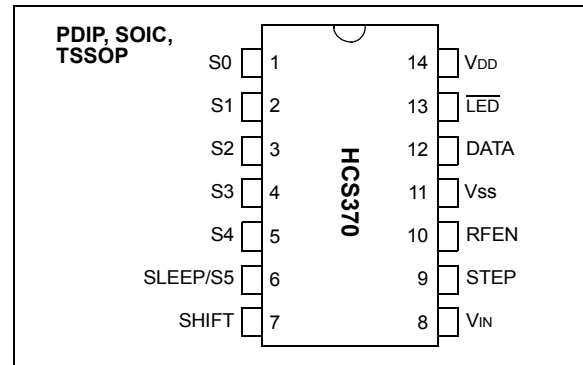 PDIP, SOIC,
TSSOP
S0 1 14 VDD
S1 2 13 LED
S2 3 12 DATA
S3 4 11 Vss
S4 5 10 RFEN
SLEEP/S5 6 9 STEP
SHIFT 7 8 VIN
HCS370